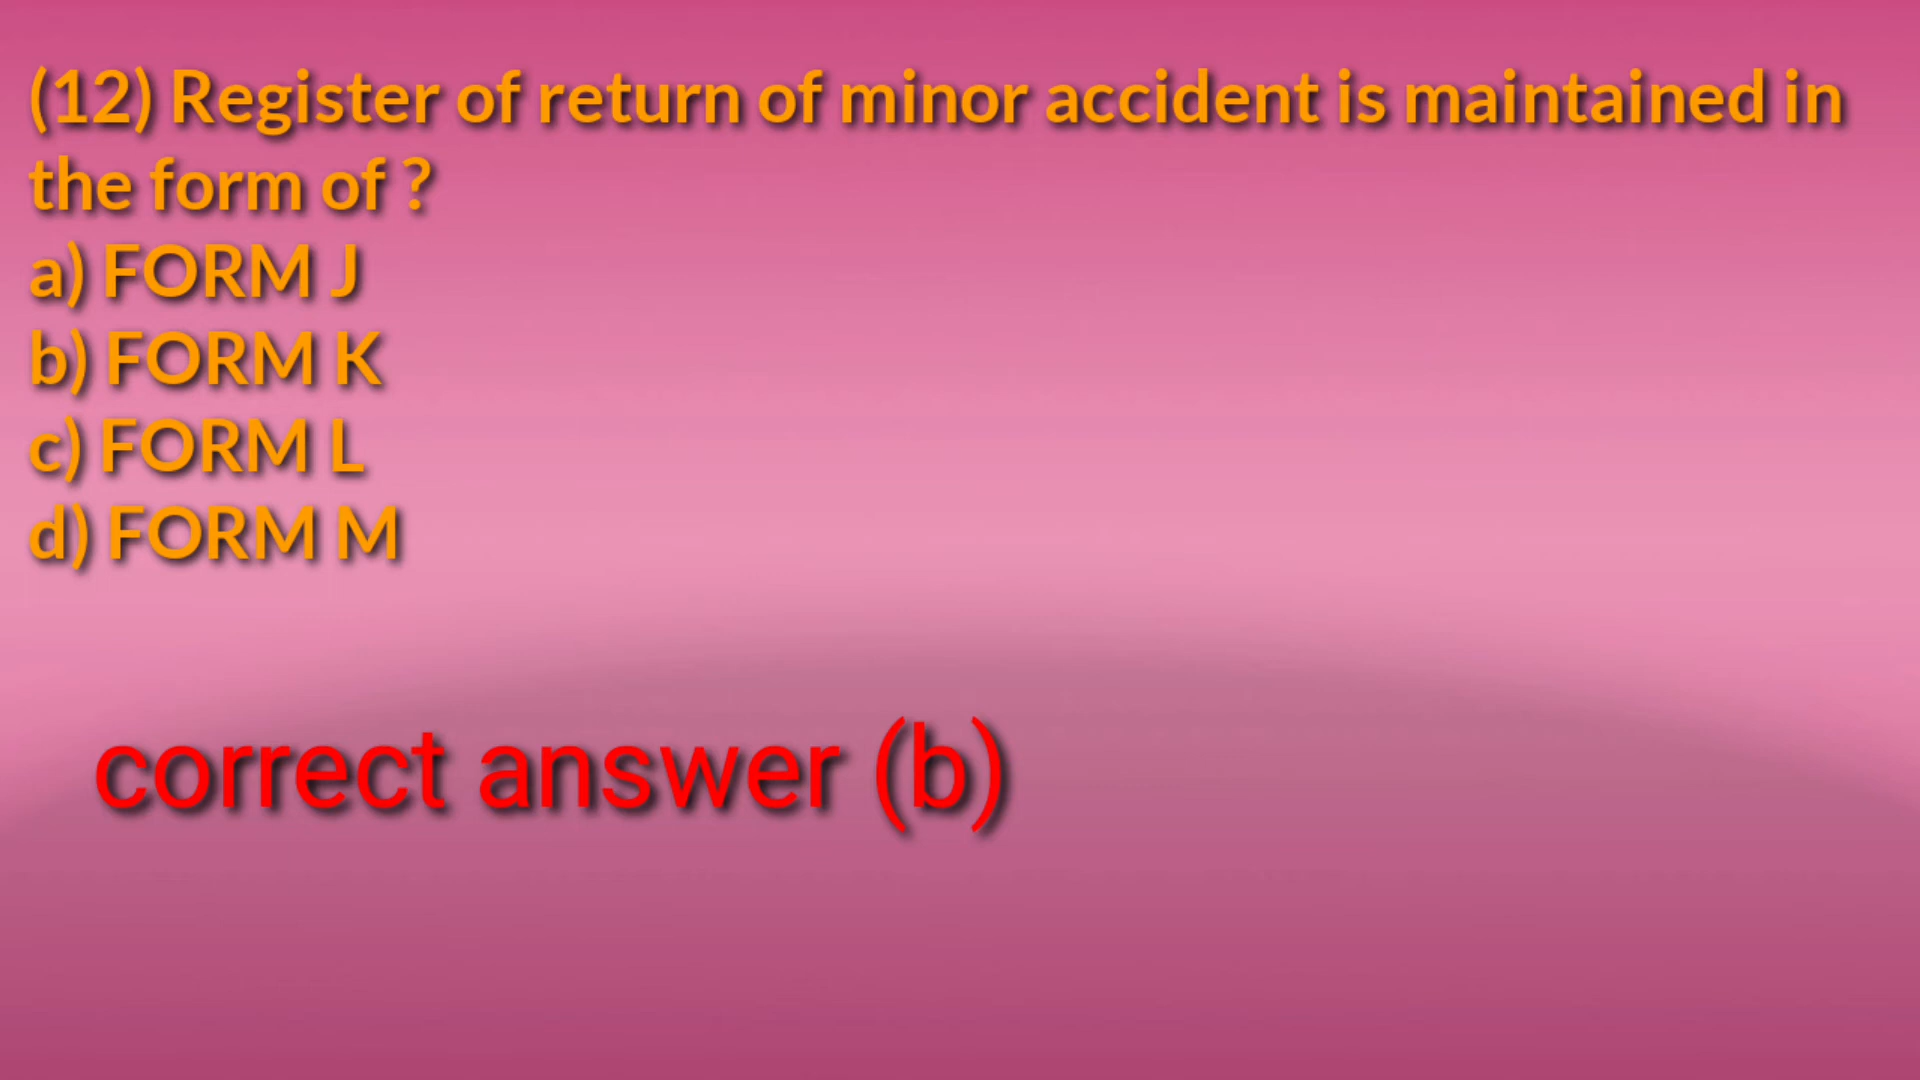 (12) Register of return of minor accident is maintained in
the form of ?
a) FORM J
b) FORM K
c) FORM L
d) FORM M
correct answer (b)